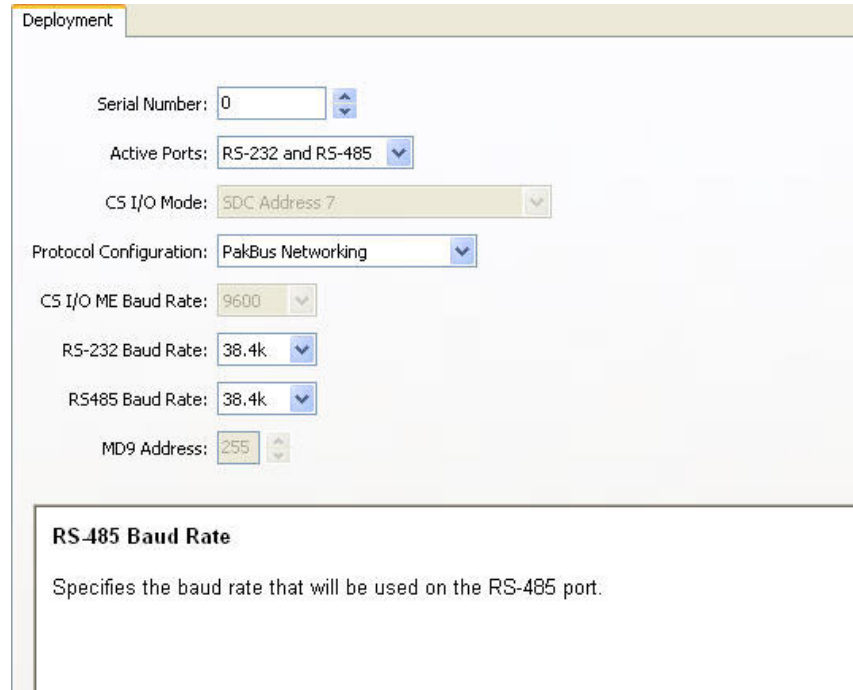 Deployment
Serial Number: 0
Active Ports: RS-232 and RS-485
CS I/O Mode: SDC Address 7
Protocol Configuration: PakBus Networking
CS I/O ME Baud Rate: 9600
RS-232 Baud Rate: 38.4k
RS485 Baud Rate: 38.4k
MD9 Address: 255
RS-485 Baud Rate
Specifies the baud rate that will be used on the RS-485 port.